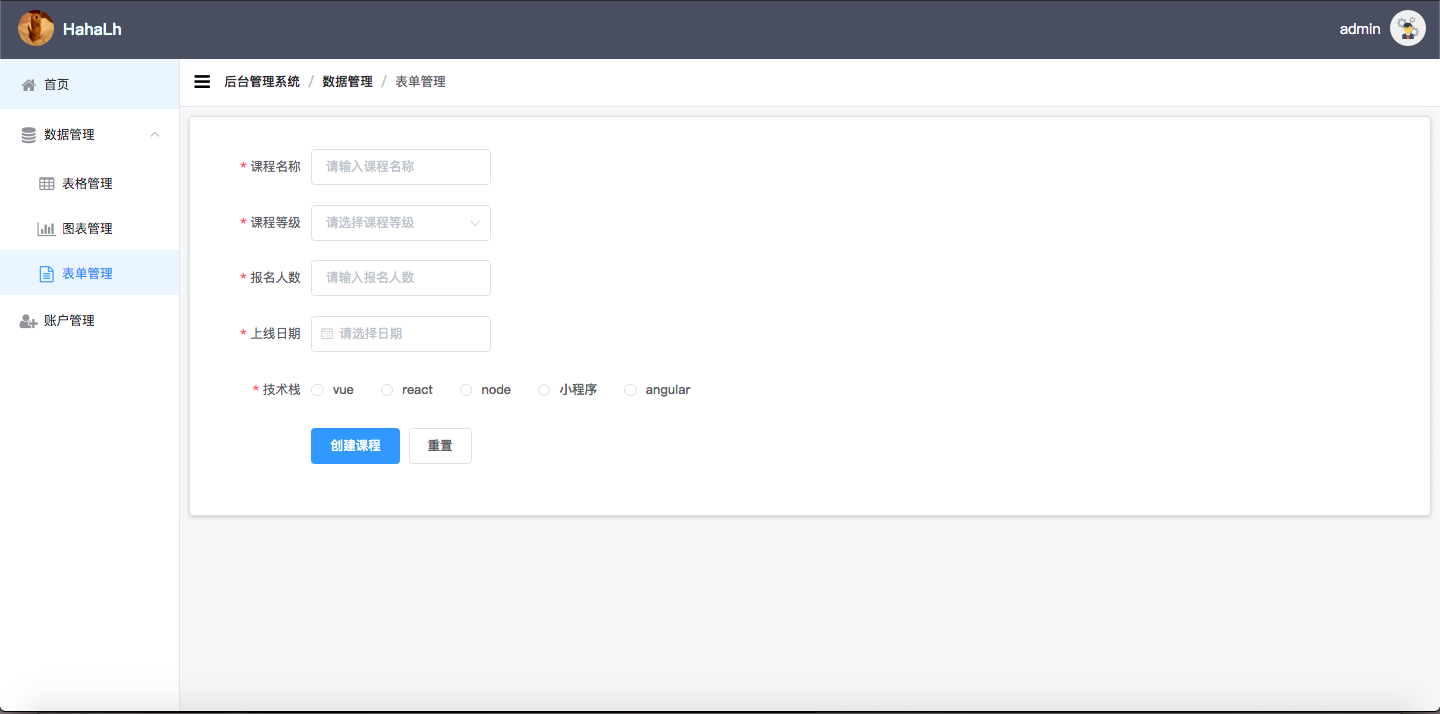 HahaLh
admin
首页
数据管理
表格管理
图表管理
表单管理
账户管理
后台管理系统 / 数据管理 / 表单管理
* 课程名称 请输入课程名称
* 课程等级 请选择课程等级
* 报名人数 请输入报名人数
* 上线日期 请选择日期
* 技术栈 vue react node 小程序 angular
创建课程 重置